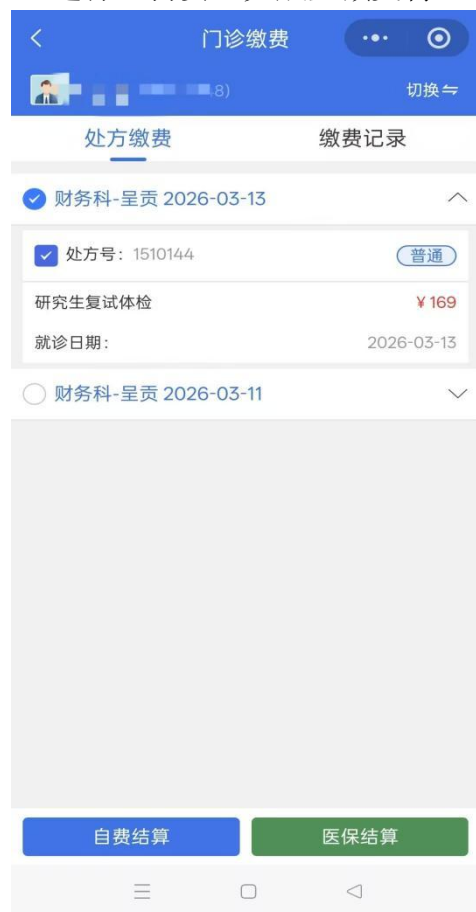 门诊缴费
8)
切换
处方缴费
缴费记录
财务科-呈贡 2026-03-13
处方号：1510144
普通
研究生复试体检
¥169
就诊日期：
2026-03-13
财务科-呈贡 2026-03-11
自费结算
医保结算